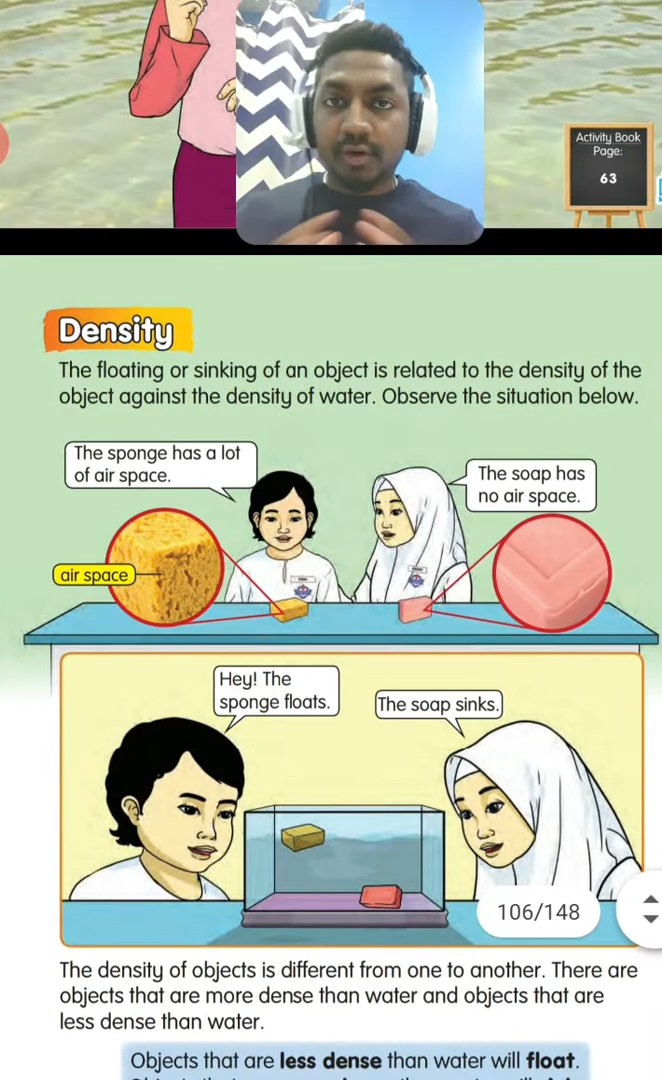 Activity Book
Page:
63
Density
The floating or sinking of an object is related to the density of the
object against the density of water. Observe the situation below.
The sponge has a lot
of air space.
The soap has
no air space.
air space
Hey! The
sponge floats.
The soap sinks.
106/148
The density of objects is different from one to another. There are
objects that are more dense than water and objects that are
less dense than water.
Objects that are less dense than water will float.